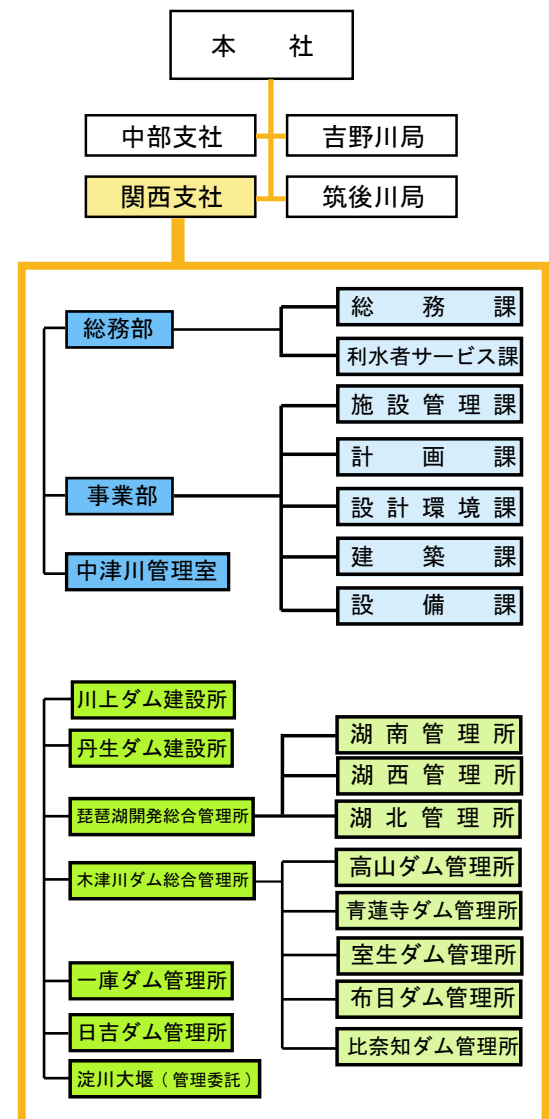 本　社
中部支社
吉野川局
関西支社
筑後川局
総務部
総務課
利水者サービス課
事業部
施設管理課
計画課
設計環境課
建築課
設備課
中津川管理室
川上ダム建設所
丹生ダム建設所
琵琶湖開発総合管理所
湖南管理所
湖西管理所
湖北管理所
木津川ダム総合管理所
高山ダム管理所
青蓮寺ダム管理所
室生ダム管理所
布目ダム管理所
比奈知ダム管理所
一庫ダム管理所
日吉ダム管理所
淀川大堰（管理委託）